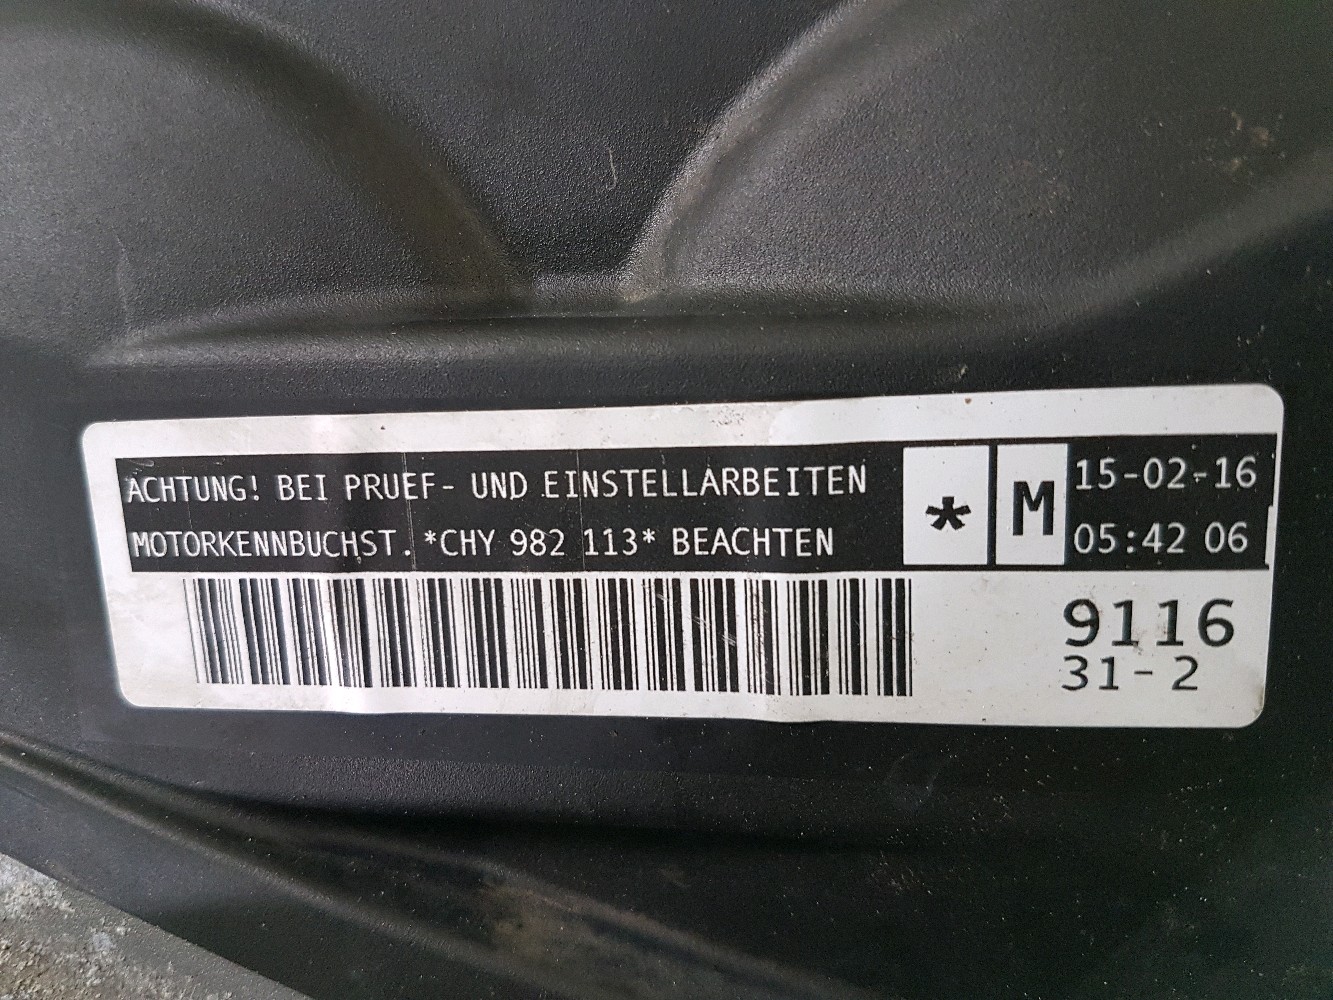 ACHTUNG! BEI PRUEF- UND EINSTELLARBEITEN
MOTORKENNBUCHST. *CHY 982 113* BEACHTEN
*
M
15-02-16
05:42 06
9116
31-2